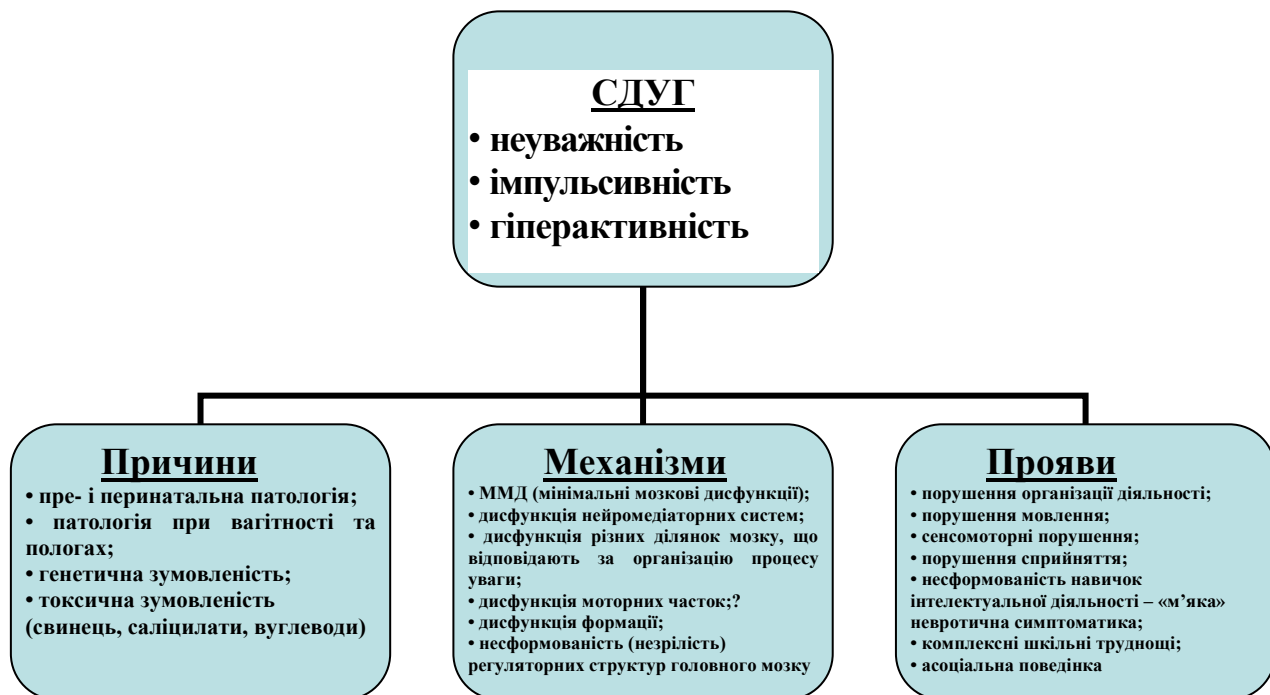 СДУГ
• неуважність
• імпульсивність
• гіперактивність
Причини
• пре- і перинатальна патологія;
• патологія при вагітності та
пологах;
• генетична зумовленість;
• токсична зумовленість
(свинець, саліцилати, вуглеводи)
Механізми
• ММД (мінімальні мозкові дисфункції);
• дисфункція нейромедіаторних систем;
• дисфункція різних ділянок мозку, що
відповідають за організацію процесу
уваги;
• дисфункція моторних часток;?
• дисфункція формації;
• несформованість (незрілість)
регуляторних структур головного мозку
Прояви
• порушення організації діяльності;
• порушення мовлення;
• сенсомоторні порушення;
• порушення сприйняття;
• несформованість навичок
інтелектуальної діяльності – «м’яка»
невротична симптоматика;
• комплексні шкільні труднощі;
• асоціальна поведінка